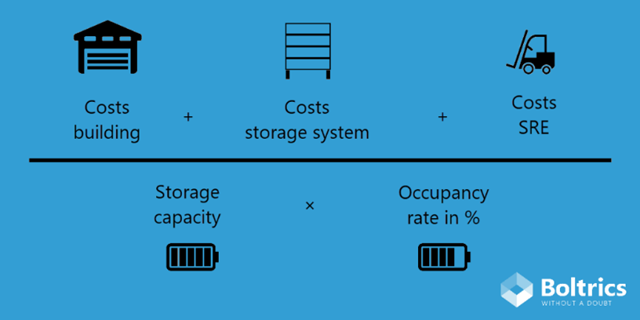 Costs
building
+
Costs
storage system
+
Costs
SRE
Storage
capacity
×
Occupancy
rate in %
Boltrics
WITHOUT A DOUBT